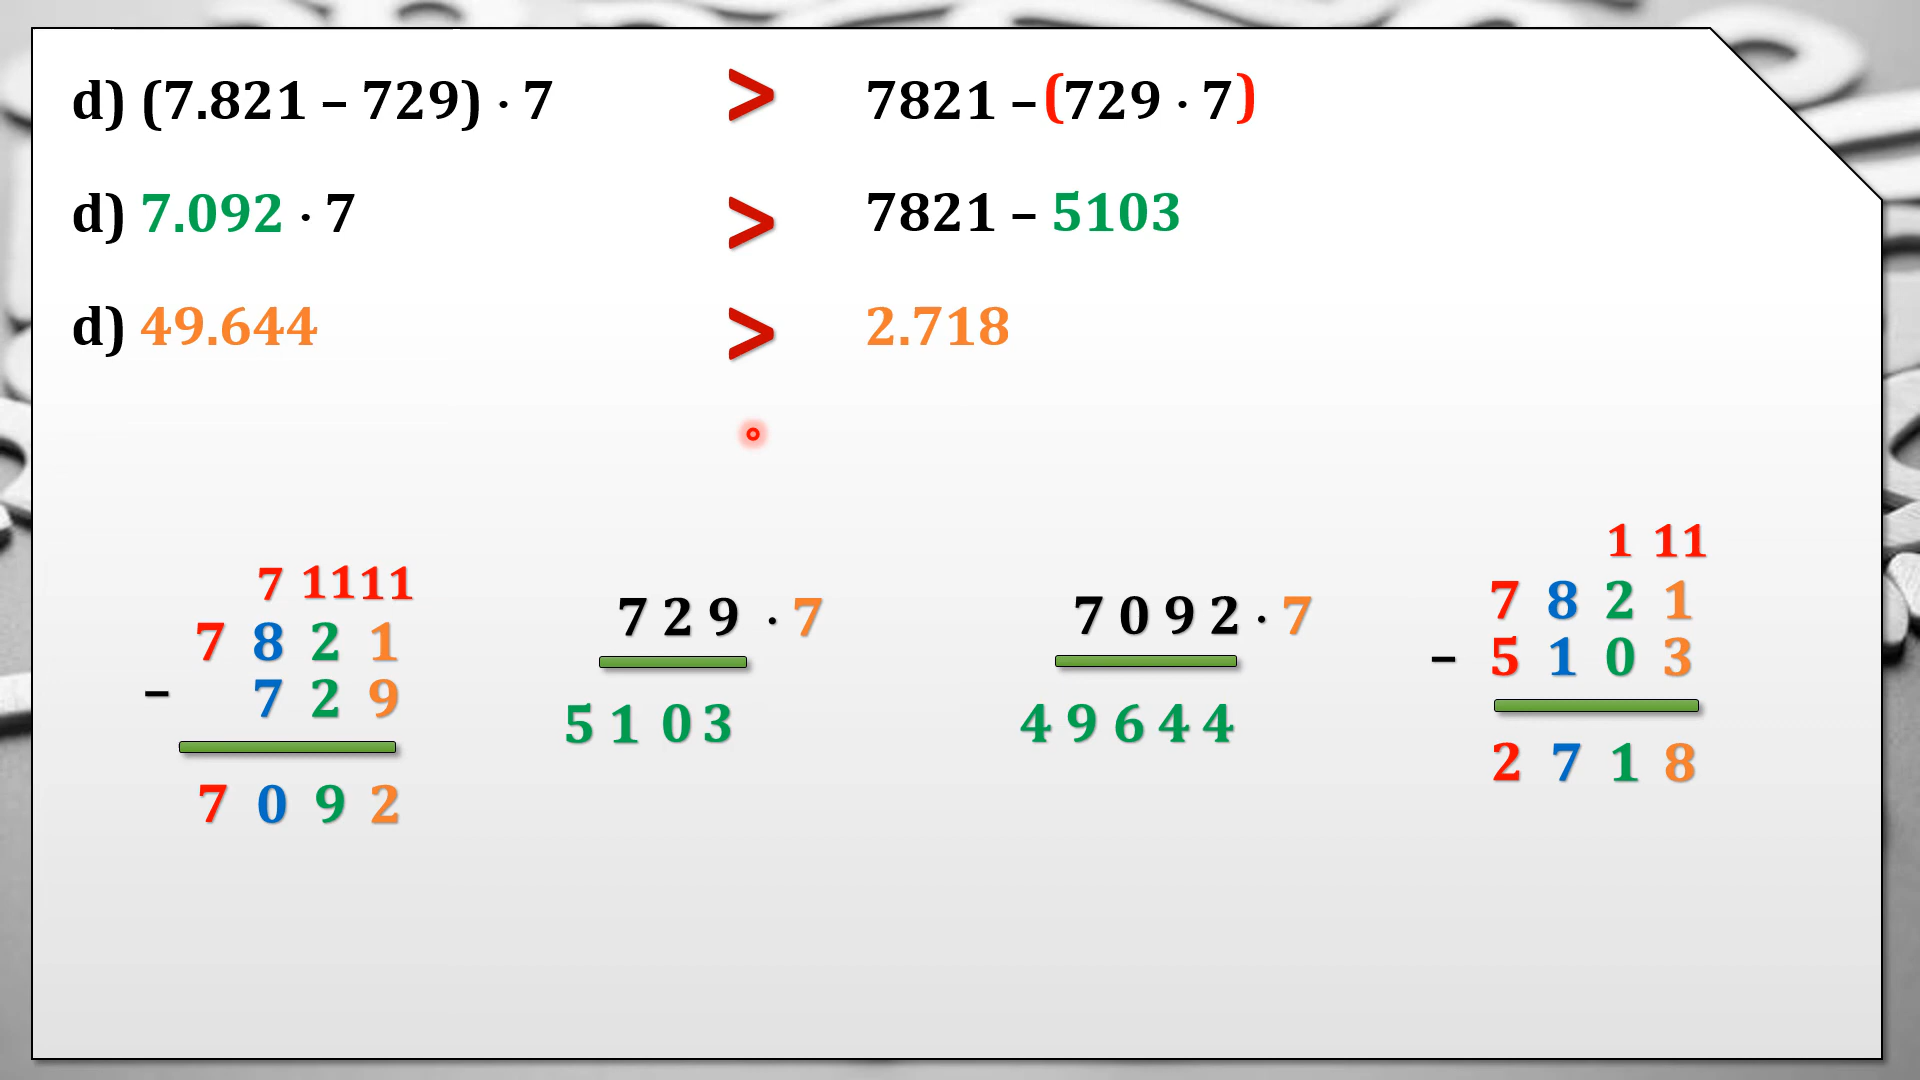 d) (7.821 – 729) · 7 > 7821 – (729 · 7)
d) 7.092 · 7 > 7821 – 5103
d) 49.644 > 2.718
7 11 11
7 8 2 1
– 7 2 9
7 0 9 2
7 2 9 · 7
5 1 0 3
7 0 9 2 · 7
4 9 6 4 4
1 11
7 8 2 1
– 5 1 0 3
2 7 1 8